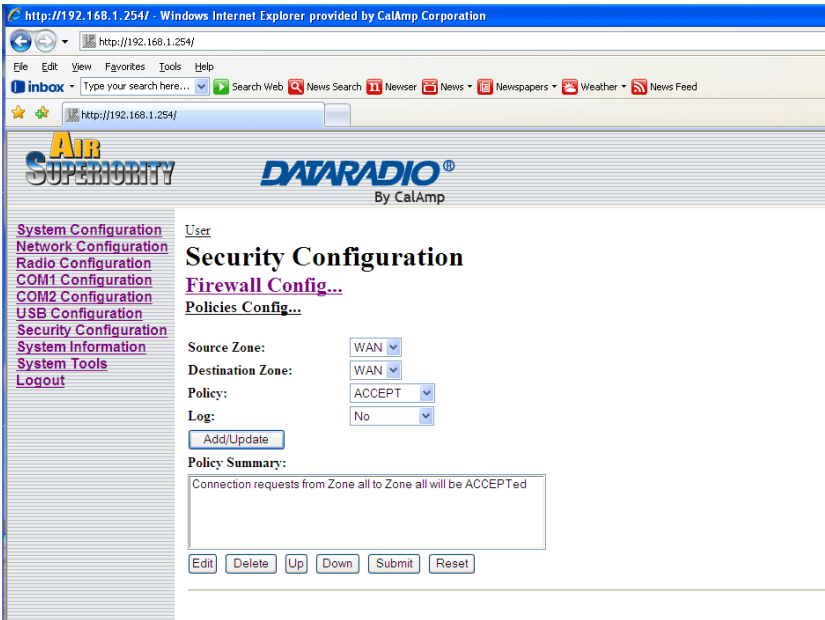 http://192.168.1.254/ - Windows Internet Explorer provided by CalAmp Corporation
http://192.168.1.254/
File Edit View Favorites Tools Help
inbox Type your search here... Search Web News Search Newser News Newspapers Weather News Feed
http://192.168.1.254/
AIR
SUPERIORITY
DATARADIO®
By CalAmp
System Configuration
Network Configuration
Radio Configuration
COM1 Configuration
COM2 Configuration
USB Configuration
Security Configuration
System Information
System Tools
Logout
User
Security Configuration
Firewall Config...
Policies Config...
Source Zone: WAN
Destination Zone: WAN
Policy: ACCEPT
Log: No
Add/Update
Policy Summary:
Connection requests from Zone all to Zone all will be ACCEPTed
Edit Delete Up Down Submit Reset